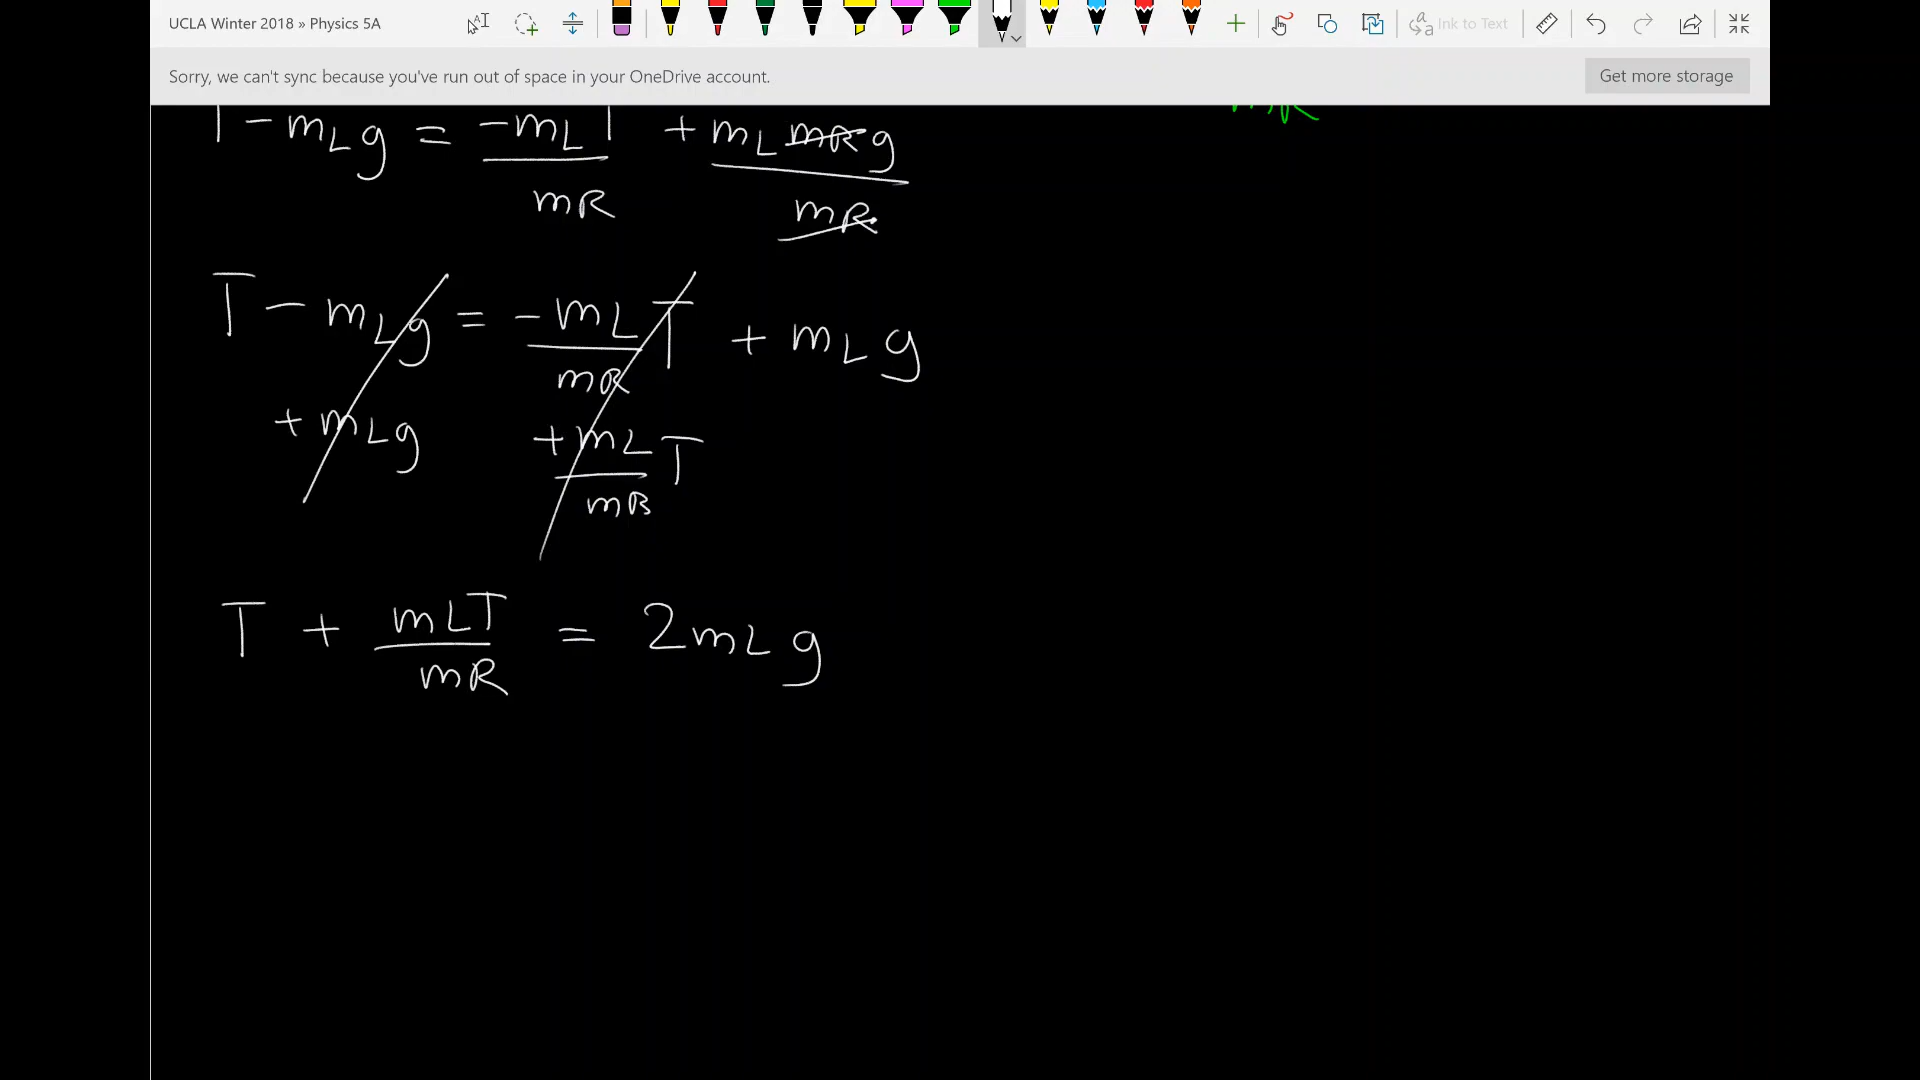 UCLA Winter 2018 » Physics 5A
Ink to Text
Sorry, we can't sync because you've run out of space in your OneDrive account.
Get more storage
T - mLg = -mLT/mR + mLmRg/mR
T - mLg = -mL/mR T + mLg
+ mLg +mL/mR T
T + mLT/mR = 2mLg